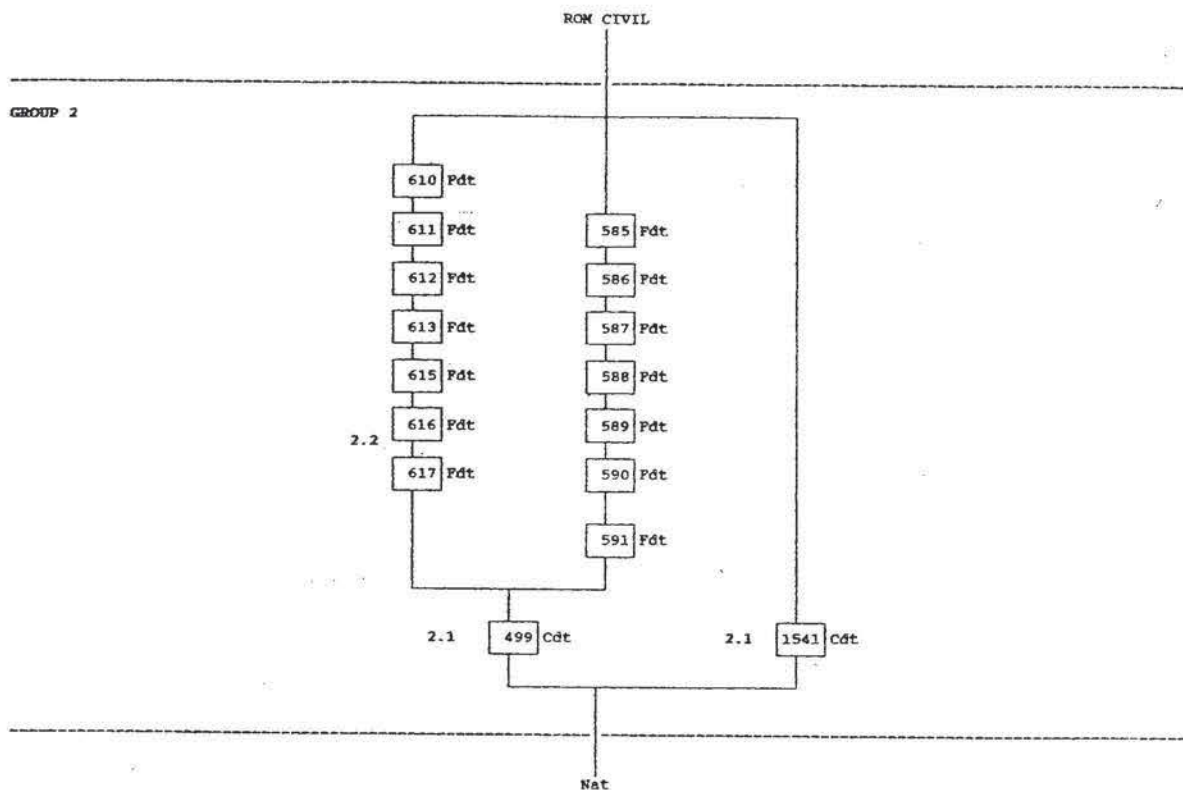 ROM CIVIL
GROUP 2
610 Fdt
611 Fdt
585 Fdt
612 Fdt
586 Fdt
613 Fdt
587 Fdt
615 Fdt
588 Fdt
616 Fdt
589 Fdt
2.2
617 Fdt
590 Fdt
591 Fdt
2.1 499 Cdt
2.1 1541 Cdt
Nat